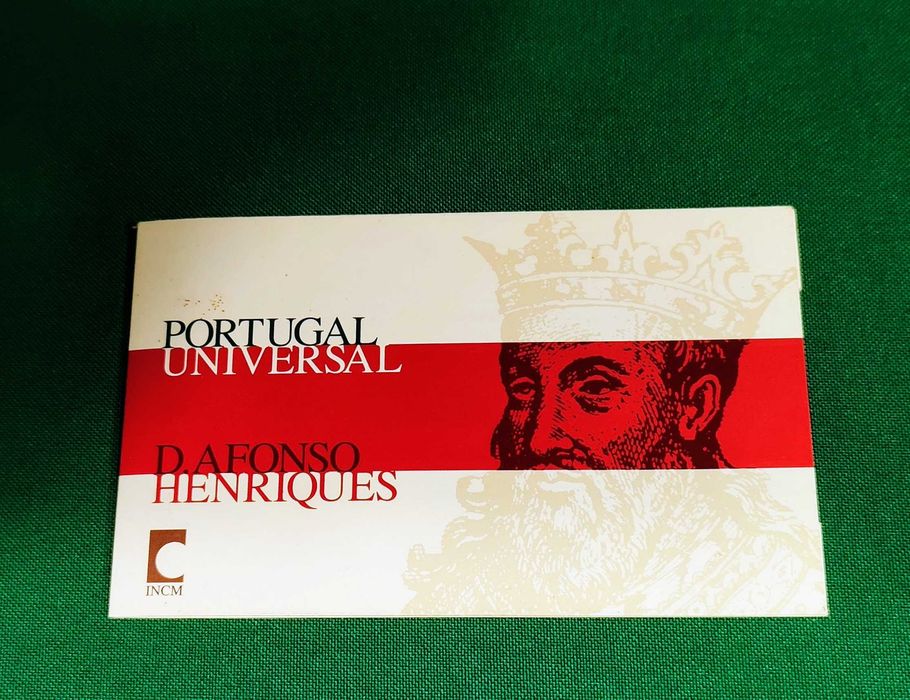 PORTUGAL
UNIVERSAL
D. AFONSO
HENRIQUES
INCM